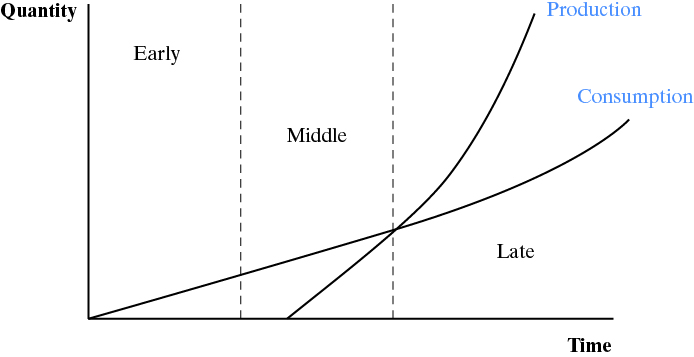 Quantity
Production
Early
Consumption
Middle
Late
Time